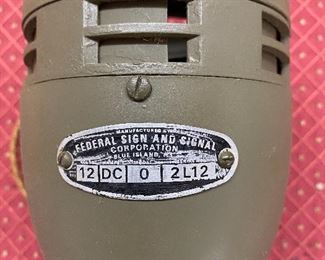 MANUFACTURED BY
FEDERAL SIGN AND SIGNAL
CORPORATION
BLUE ISLAND, ILL
12 DC 0 2L12